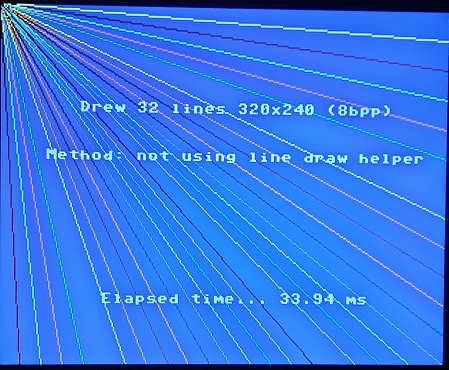 Drew 32 lines 320x240 (8bpp)
Method: not using line draw helper
Elapsed time... 33.94 ms